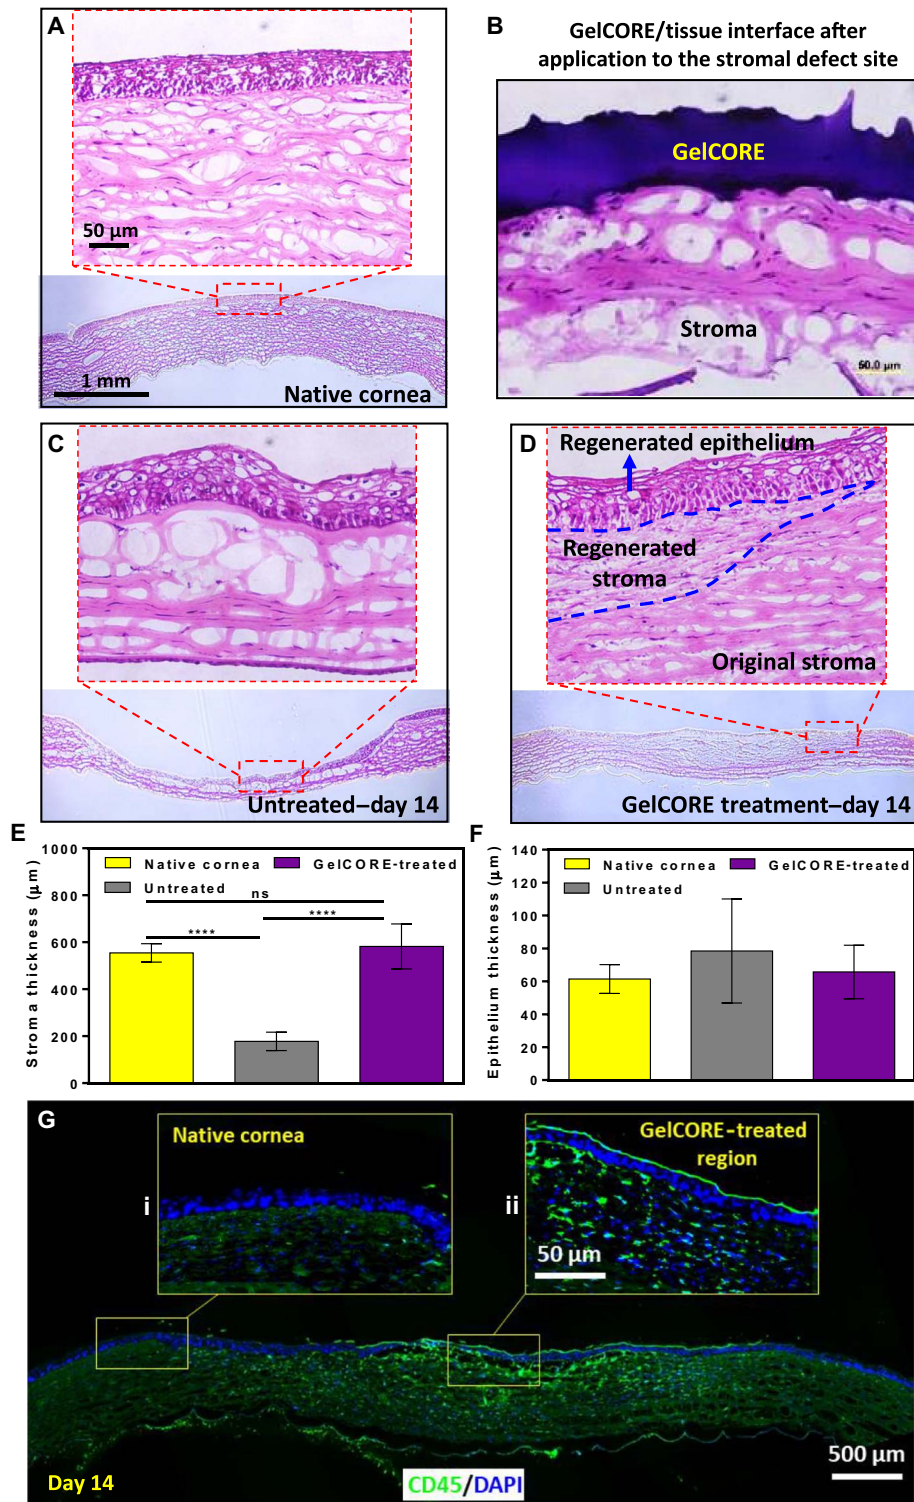 A
50 μm
1 mm
Native cornea
B
GelCORE/tissue interface after
application to the stromal defect site
GelCORE
Stroma
50.0 μm
C
Untreated–day 14
D
Regenerated epithelium
Regenerated
stroma
Original stroma
GelCORE treatment–day 14
E
Stroma thickness (μm)
1000
800
600
400
200
0
Native cornea
GelCORE-treated
Untreated
ns
****
****
F
Epithelium thickness (μm)
140
120
100
80
60
40
20
0
Native cornea
GelCORE-treated
Untreated
G
Native cornea
i
GelCORE-treated
region
ii
50 μm
500 μm
Day 14
CD45/DAPI